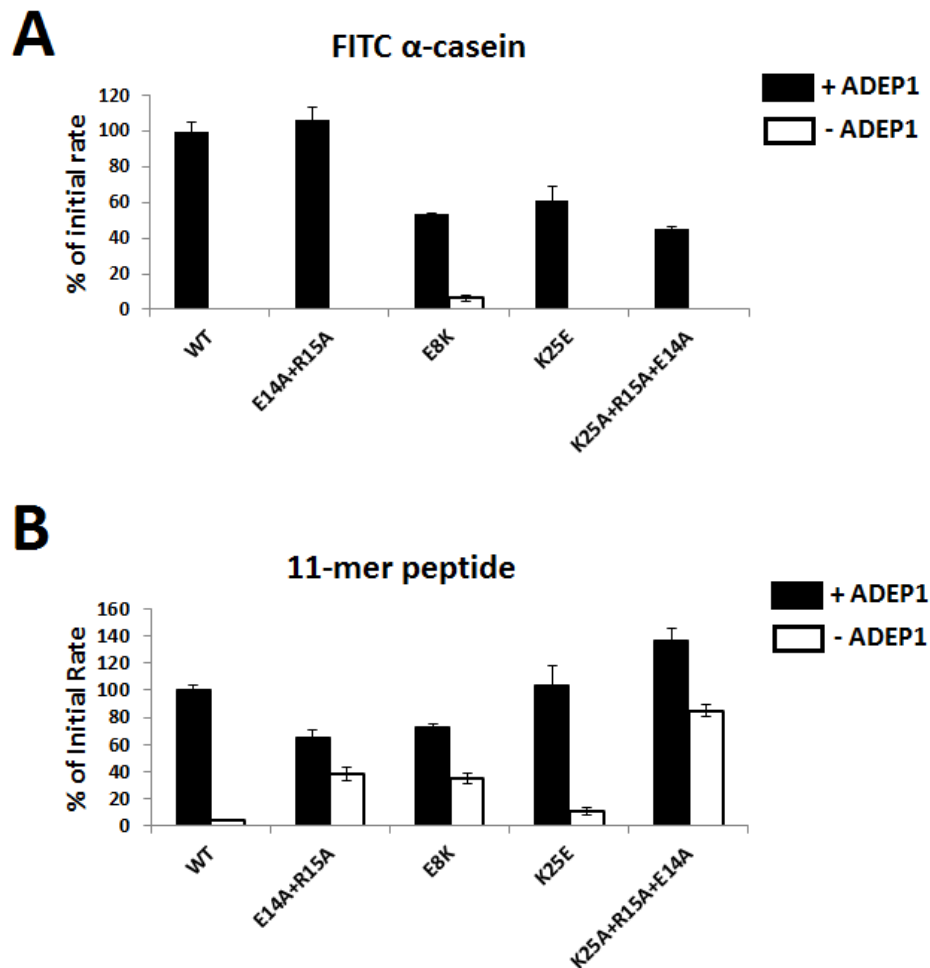 A
FITC α-casein
+ ADEP1
- ADEP1
% of initial rate
120
100
80
60
40
20
0
WT
E14A+R15A
E8K
K25E
K25A+R15A+E14A
B
11-mer peptide
+ ADEP1
- ADEP1
% of Initial Rate
160
140
120
100
80
60
40
20
0
WT
E14A+R15A
E8K
K25E
K25A+R15A+E14A